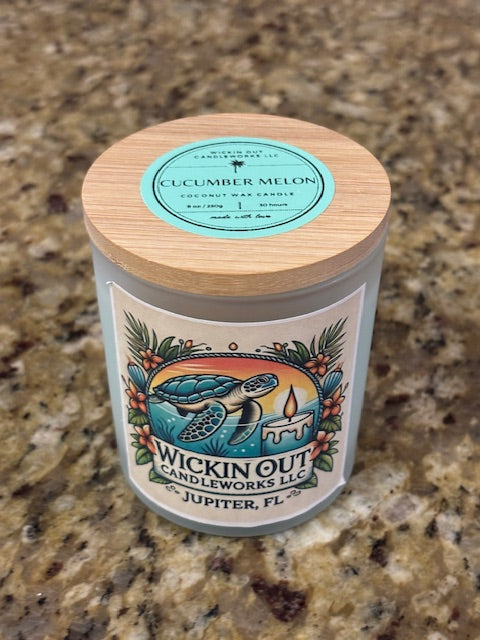 WICKIN OUT
CANDLEWORKS LLC
CUCUMBER MELON
COCONUT WAX CANDLE
8 oz / 230g | 50 hours
made with love
WICKIN OUT
CANDLEWORKS LLC
JUPITER, FL